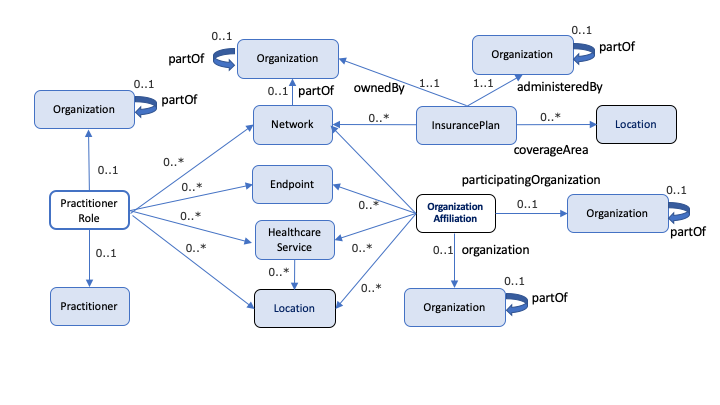 0..1
partOf
Organization
0..1
partOf
Organization
0..1
partOf
ownedBy
1..1
1..1
administeredBy
0..1
partOf
Organization
Network
0..*
InsurancePlan
0..*
Location
coverageArea
0..1
0..*
0..*
0..*
0..*
Practitioner
Role
Endpoint
Healthcare
Service
0..*
Location
0..*
0..*
0..*
Organization
Affiliation
participatingOrganization
0..1
Organization
0..1
partOf
0..1
organization
0..1
Practitioner
Organization
0..1
partOf